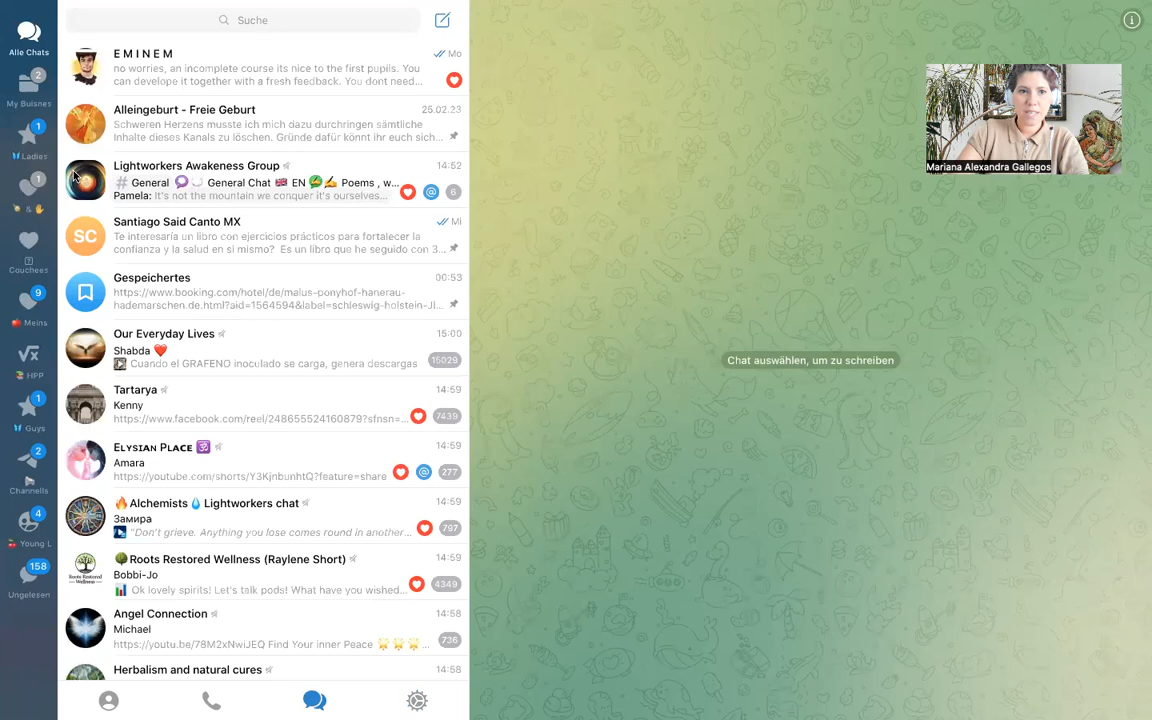 Suche
Alle Chats
2
My Buisnes
1
Ladies
1
Couchees
9
Meins
HPP
1
Guys
2
Channells
4
Young L
158
Ungelesen
E M I N E M
Mo
no worries, an incomplete course its nice to the first pupils. You
can develope it together with a fresh feedback. You dont need...
Alleingeburt - Freie Geburt
25.02.23
Schweren Herzens musste ich mich dazu durchringen sämtliche
Inhalte dieses Kanals zu löschen. Gründe dafür könnt ihr euch sich...
Lightworkers Awakeness Group
14:52
# General 💬 General Chat 🇬🇧 EN Poems , w...
Pamela: It's not the mountain we conquer it's ourselves...
@ 6
SC
Santiago Said Canto MX
Mi
Te interesaría un libro con ejercicios prácticos para fortalecer la
confianza y la salud en si mismo? Es un libro que he seguido con 3...
Gespeichertes
00:53
https://www.booking.com/hotel/de/malus-ponyhof-hanerau-
hademarschen.de.html?aid=1564594&label=schleswig-holstein-JI...
Our Everyday Lives
15:00
Shabda ❤️
Cuando el GRAFENO inoculado se carga, genera descargas
15029
Tartarya
14:59
Kenny
https://www.facebook.com/reel/248655524160879?sfnsn=...
7439
Elysian Place 🕉
14:59
Amara
https://youtube.com/shorts/Y3KjnbunhtQ?feature=share
@ 277
🔥Alchemists💧Lightworkers chat
14:59
Замира
"Don't grieve. Anything you lose comes round in another...
797
Roots Restored Wellness
🌳Roots Restored Wellness (Raylene Short)
14:59
Bobbi-Jo
📊 Ok lovely spirits! Let's talk pods! What have you wished...
4349
Angel Connection
14:58
Michael
https://youtu.be/78M2xNwiJEQ Find Your inner Peace 🌟🌟🌟...
736
Herbalism and natural cures
14:58
Chat auswählen, um zu schreiben
Mariana Alexandra Gallegos